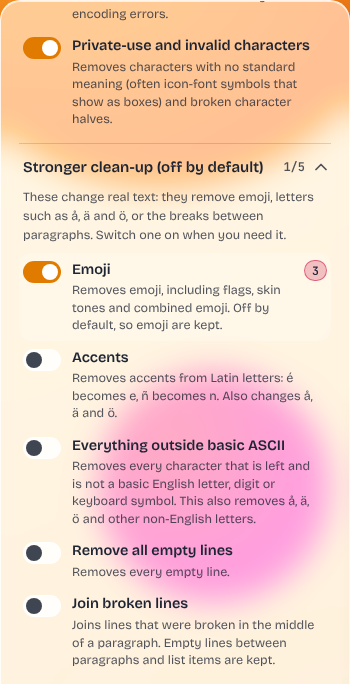 encoding errors.
Private-use and invalid characters
Removes characters with no standard
meaning (often icon-font symbols that
show as boxes) and broken character
halves.
Stronger clean-up (off by default) 1/5
These change real text: they remove emoji, letters
such as å, ä and ö, or the breaks between
paragraphs. Switch one on when you need it.
Emoji 3
Removes emoji, including flags, skin
tones and combined emoji. Off by
default, so emoji are kept.
Accents
Removes accents from Latin letters: é
becomes e, ñ becomes n. Also changes å,
ä and ö.
Everything outside basic ASCII
Removes every character that is left and
is not a basic English letter, digit or
keyboard symbol. This also removes å, ä,
ö and other non-English letters.
Remove all empty lines
Removes every empty line.
Join broken lines
Joins lines that were broken in the middle
of a paragraph. Empty lines between
paragraphs and list items are kept.